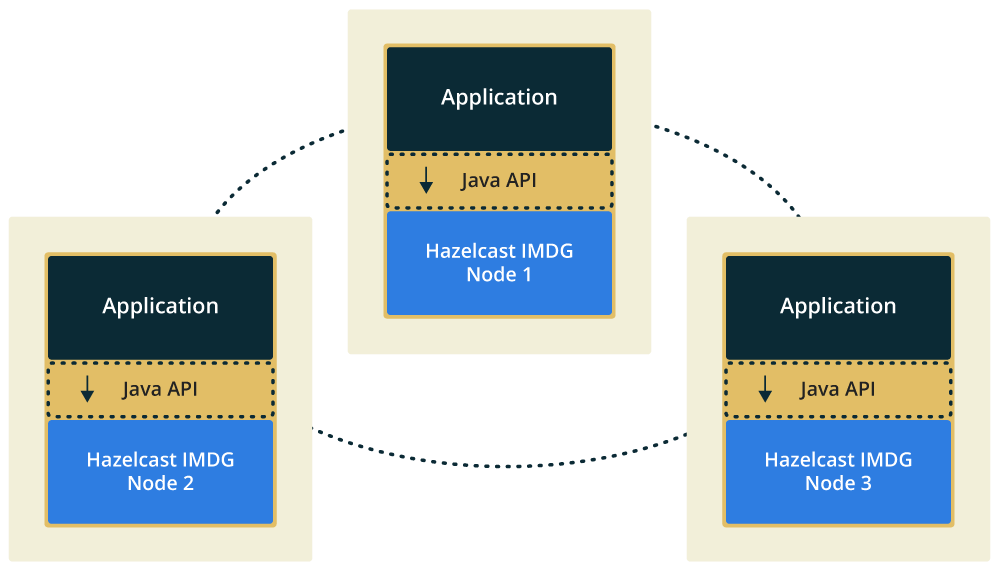 Application
Java API
Hazelcast IMDG
Node 1
Application
Java API
Hazelcast IMDG
Node 2
Application
Java API
Hazelcast IMDG
Node 3